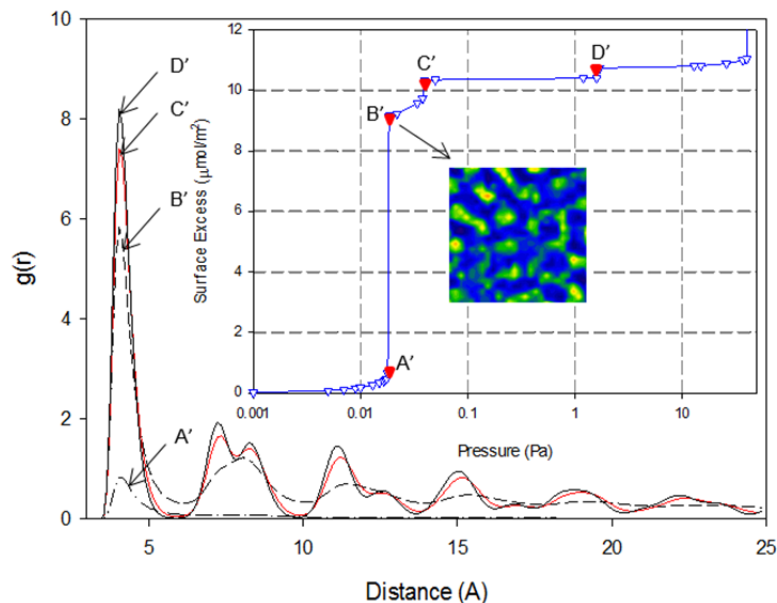 10
8
6
4
2
0
g(r)
5
10
15
20
25
Distance (A)
D’
C’
B’
A’
12
10
8
6
4
2
0
Surface Excess (μmol/m²)
0.001
0.01
0.1
1
10
Pressure (Pa)
A’
B’
C’
D’